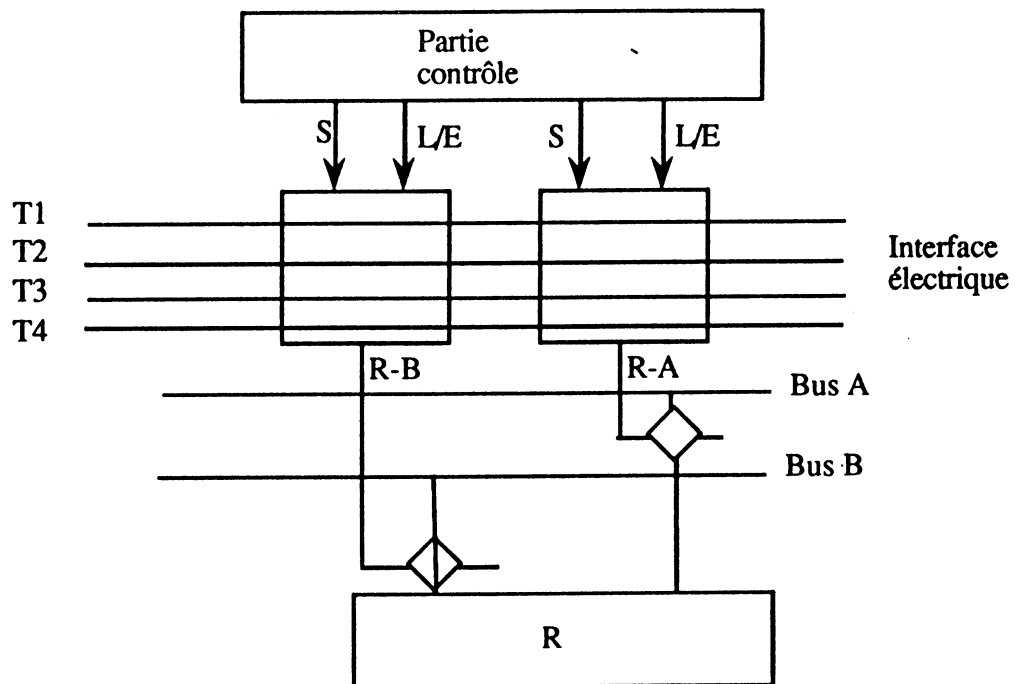 Partie
contrôle
S
L/E
S
L/E
T1
T2
T3
T4
Interface
électrique
R-B
R-A
Bus A
Bus B
R